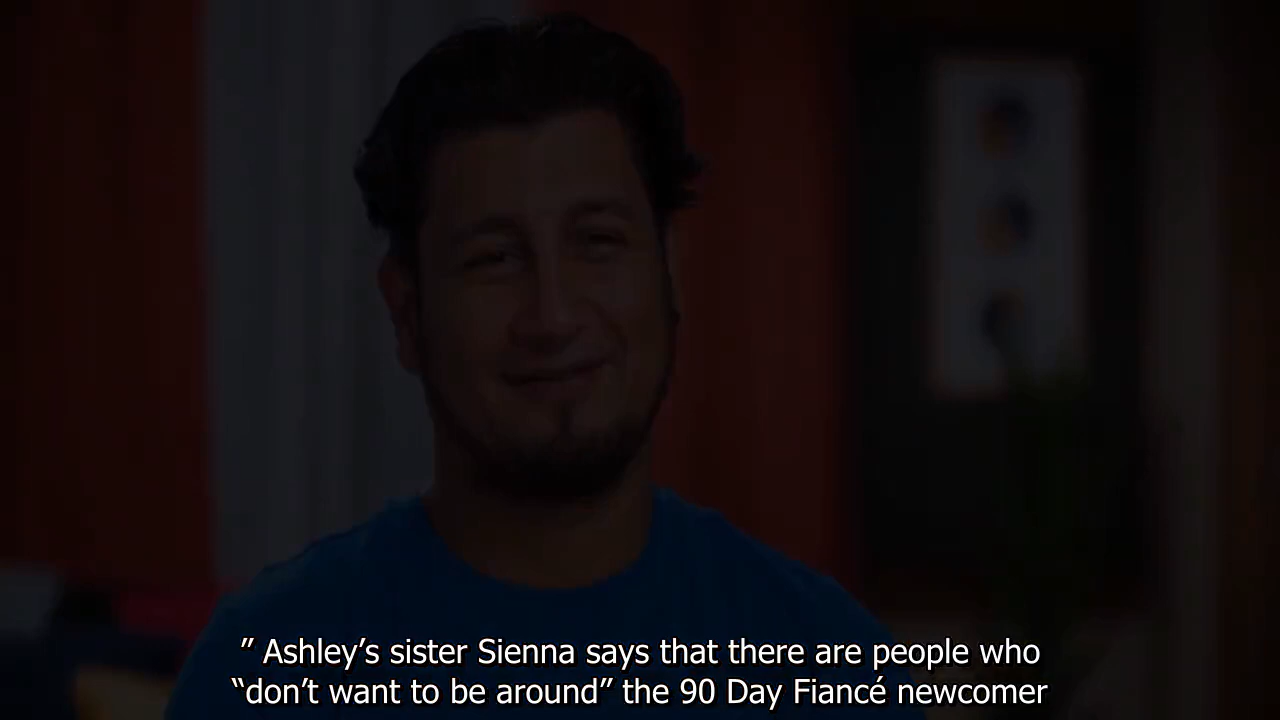 ” Ashley’s sister Sienna says that there are people who
“don’t want to be around” the 90 Day Fiancé newcomer